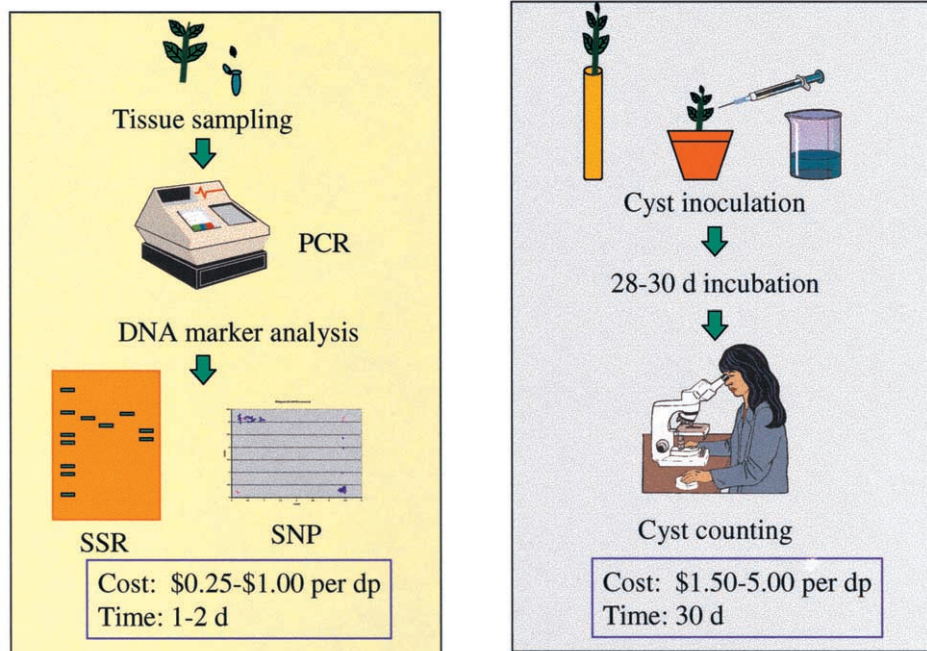 Tissue sampling
PCR
DNA marker analysis
SSR
SNP
Cost: $0.25-$1.00 per dp
Time: 1-2 d
Cyst inoculation
28-30 d incubation
Cyst counting
Cost: $1.50-5.00 per dp
Time: 30 d